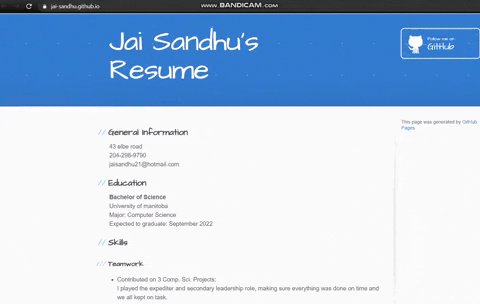 jai-sandhu.github.io
www.BANDICAM.com
Jai Sandhu's
Resume
Follow me on
GitHub
This page was generated by GitHub
Pages
// General Information
43 elbe road
204-298-9790
jaisandhu21@hotmail.com
// Education
Bachelor of Science
University of manitoba
Major: Computer Science
Expected to graduate: September 2022
// Skills
/// Teamwork:
• Contributed on 3 Comp. Sci. Projects:
I played the expediter and secondary leadership role, making sure everything was done on time and
we all kept on task.